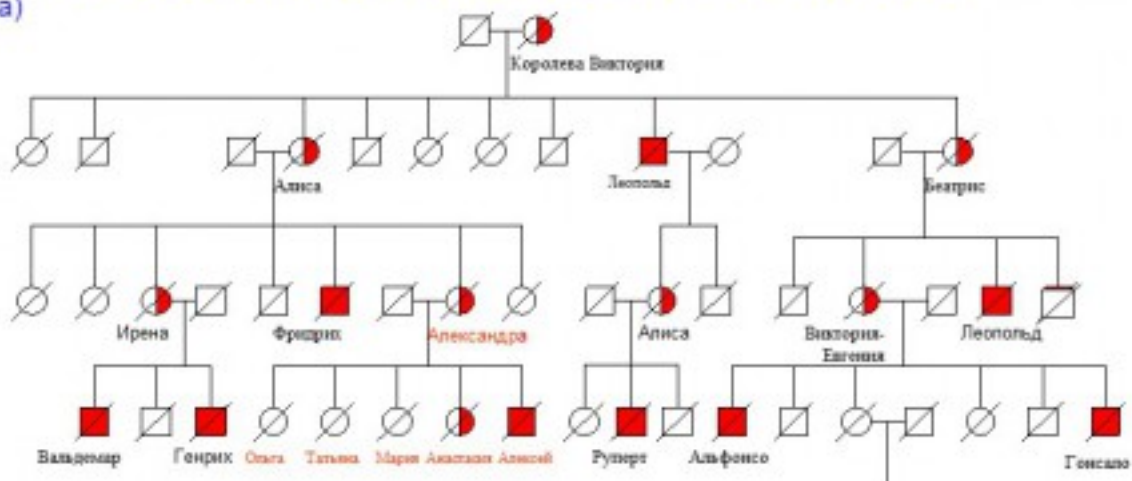 а)
Королева Виктория
Алиса
Леопольд
Беатрис
Ирена
Фридрих
Александра
Алиса
Виктория-
Евгения
Леопольд
Вальдемар
Генрих
Ольга
Татьяна
Мария
Анастасия
Алексей
Руперт
Альфонсо
Гонсало